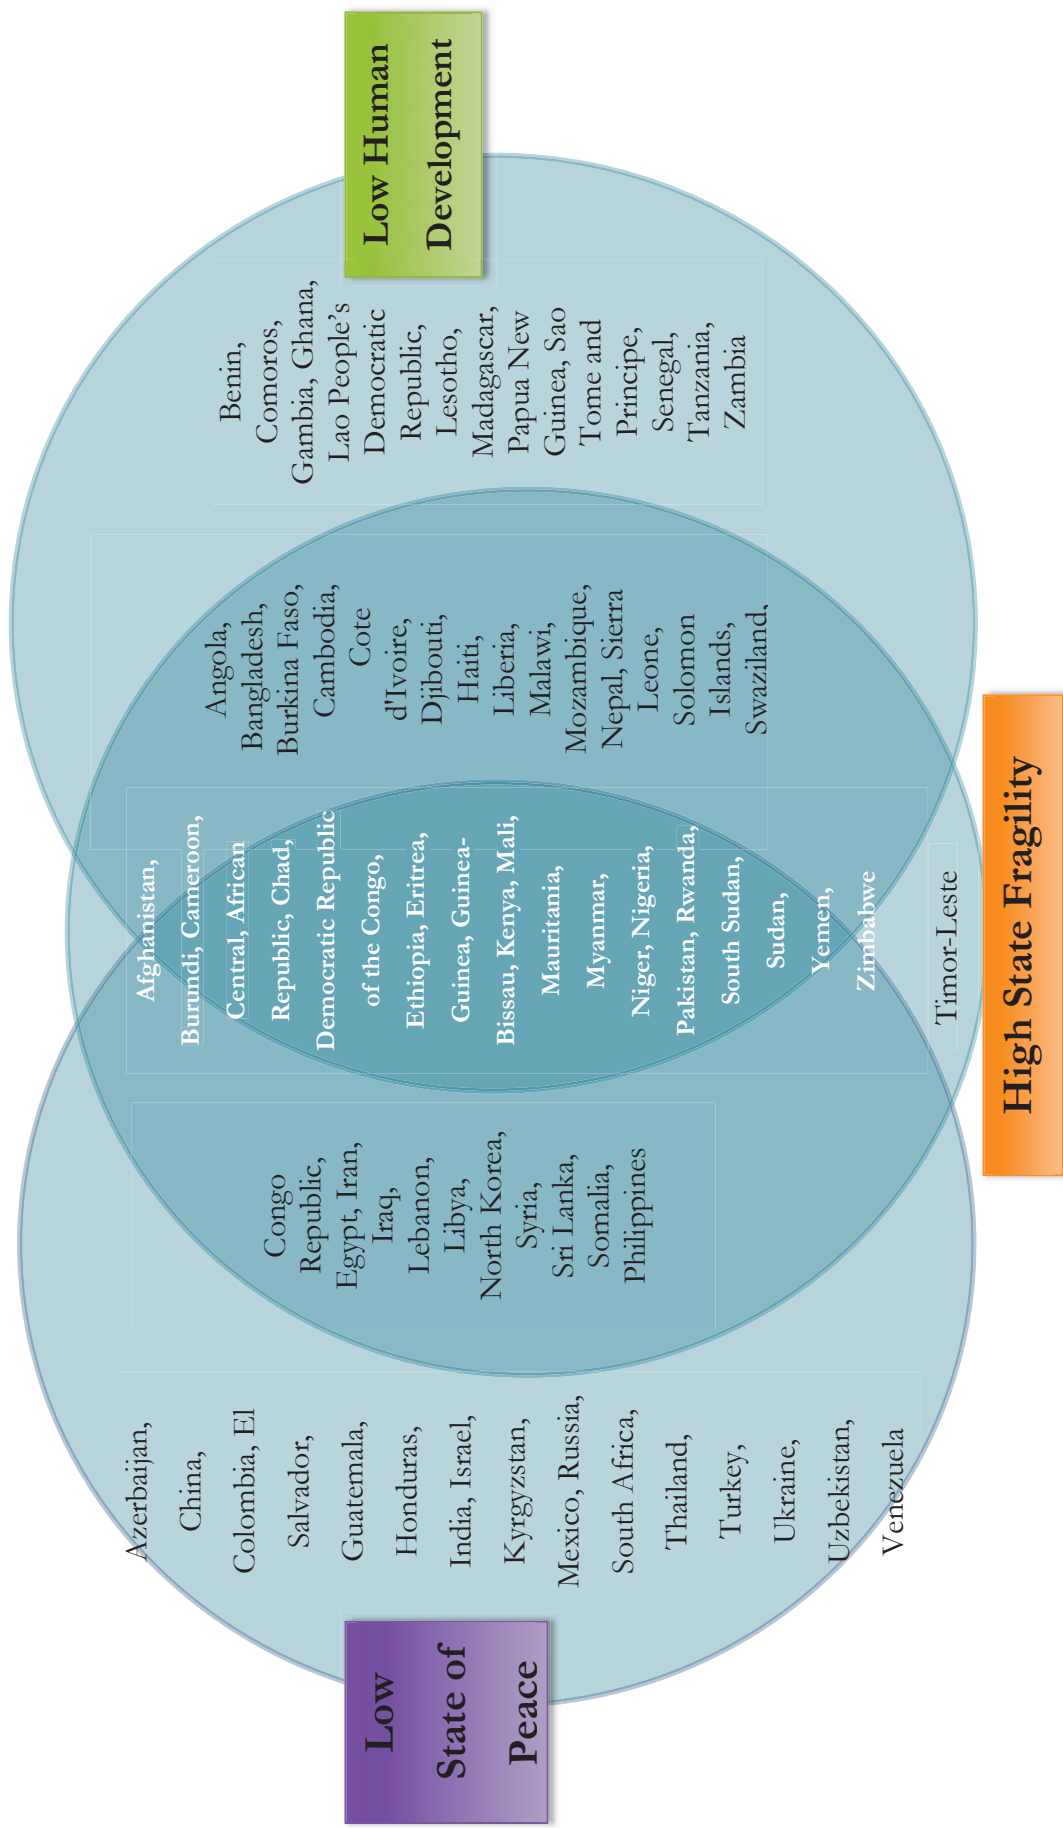 Low
State of
Peace
Azerbaijan,
China,
Colombia, El
Salvador,
Guatemala,
Honduras,
India, Israel,
Kyrgyzstan,
Mexico, Russia,
South Africa,
Thailand,
Turkey,
Ukraine,
Uzbekistan,
Venezuela
Congo
Republic,
Egypt, Iran,
Iraq,
Lebanon,
Libya,
North Korea,
Syria,
Sri Lanka,
Somalia,
Philippines
Afghanistan,
Burundi, Cameroon,
Central, African
Republic, Chad,
Democratic Republic
of the Congo,
Ethiopia, Eritrea,
Guinea, Guinea-
Bissau, Kenya, Mali,
Mauritania,
Myanmar,
Niger, Nigeria,
Pakistan, Rwanda,
South Sudan,
Sudan,
Yemen,
Zimbabwe
Timor-Leste
High State Fragility
Angola,
Bangladesh,
Burkina Faso,
Cambodia,
Cote
d'Ivoire,
Djibouti,
Haiti,
Liberia,
Malawi,
Mozambique,
Nepal, Sierra
Leone,
Solomon
Islands,
Swaziland,
Benin,
Comoros,
Gambia, Ghana,
Lao People’s
Democratic
Republic,
Lesotho,
Madagascar,
Papua New
Guinea, Sao
Tome and
Principe,
Senegal,
Tanzania,
Zambia
Low Human
Development